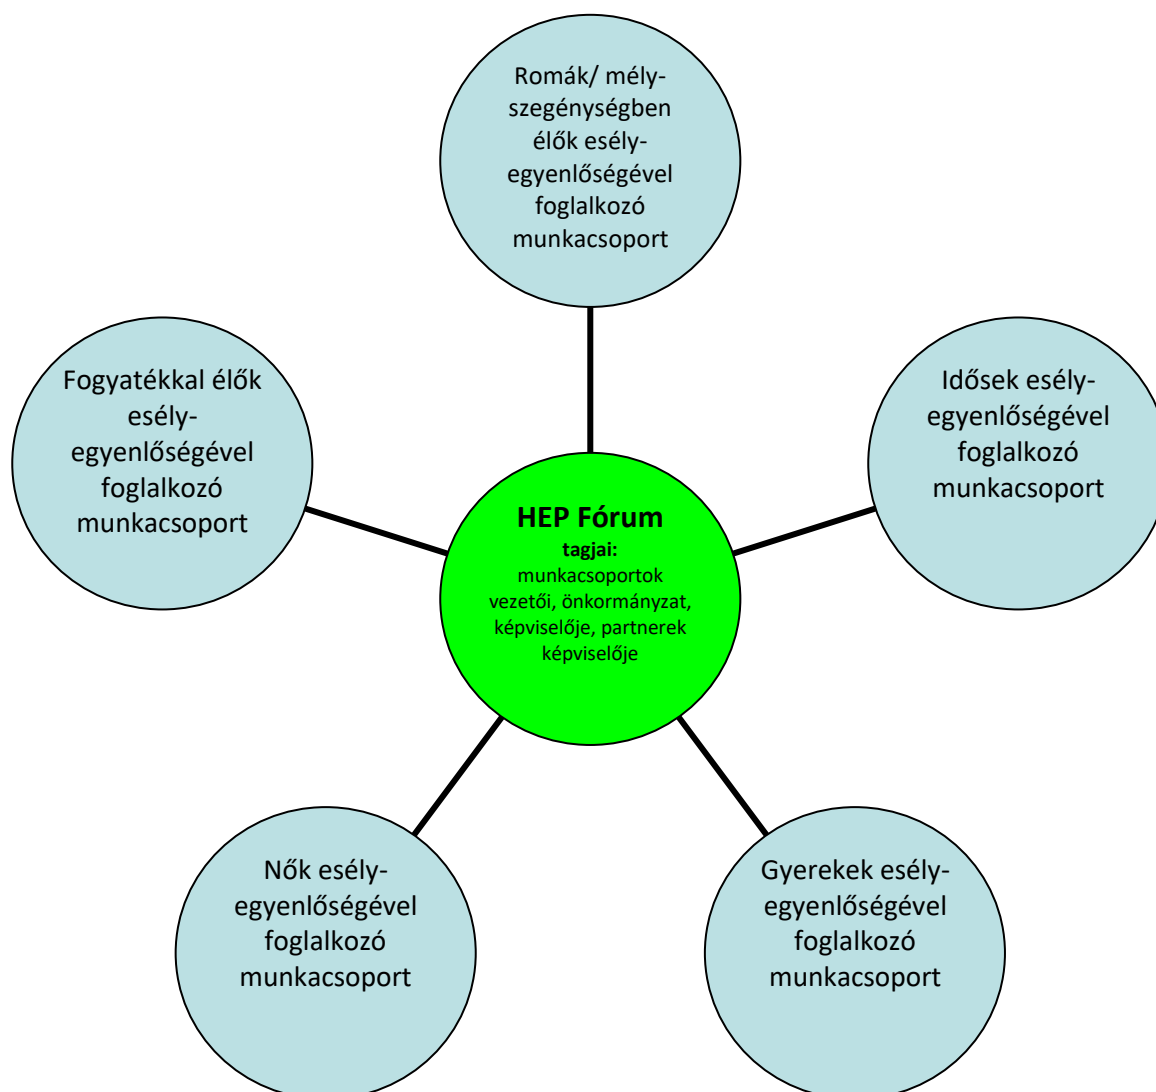 Romák/ mély-
szegénységben
élők esély-
egyenlőségével
foglalkozó
munkacsoport
Fogyatékkal élők
esély-
egyenlőségével
foglalkozó
munkacsoport
Idősek esély-
egyenlőségével
foglalkozó
munkacsoport
HEP Fórum
tagjai:
munkacsoportok
vezetői, önkormányzat,
képviselője, partnerek
képviselője
Nők esély-
egyenlőségével
foglalkozó
munkacsoport
Gyerekek esély-
egyenlőségével
foglalkozó
munkacsoport